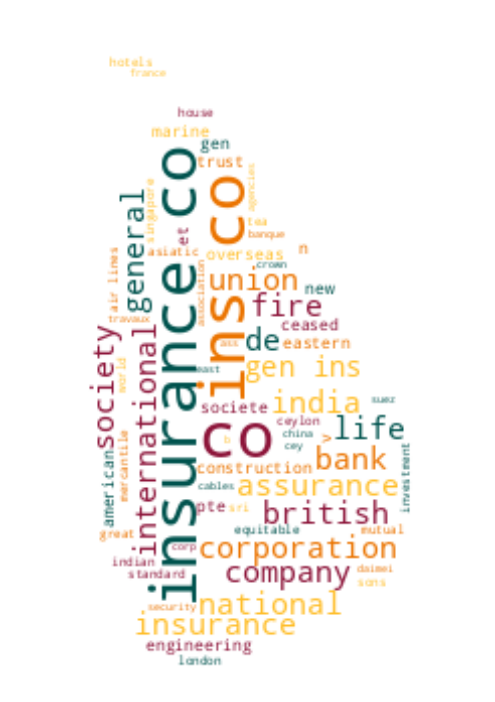 hotels
france
house
marine
gen
trust
insurance co
ins co
general
singapore
agencies
et
tea
banque
asiatic
overseas
n
crown
air lines
association
union
new
fire
travaux
ceased
society
international
ass
de
eastern
world
east
gen ins
societe
india
suez
co
ceylon
life
american
mercantile
b
china
v
cey
bank
investment
construction
cables
assurance
pte
sri
british
great
equitable
mutual
corp
corporation
indian
standard
company
daimei
sons
security
national
insurance
engineering
london